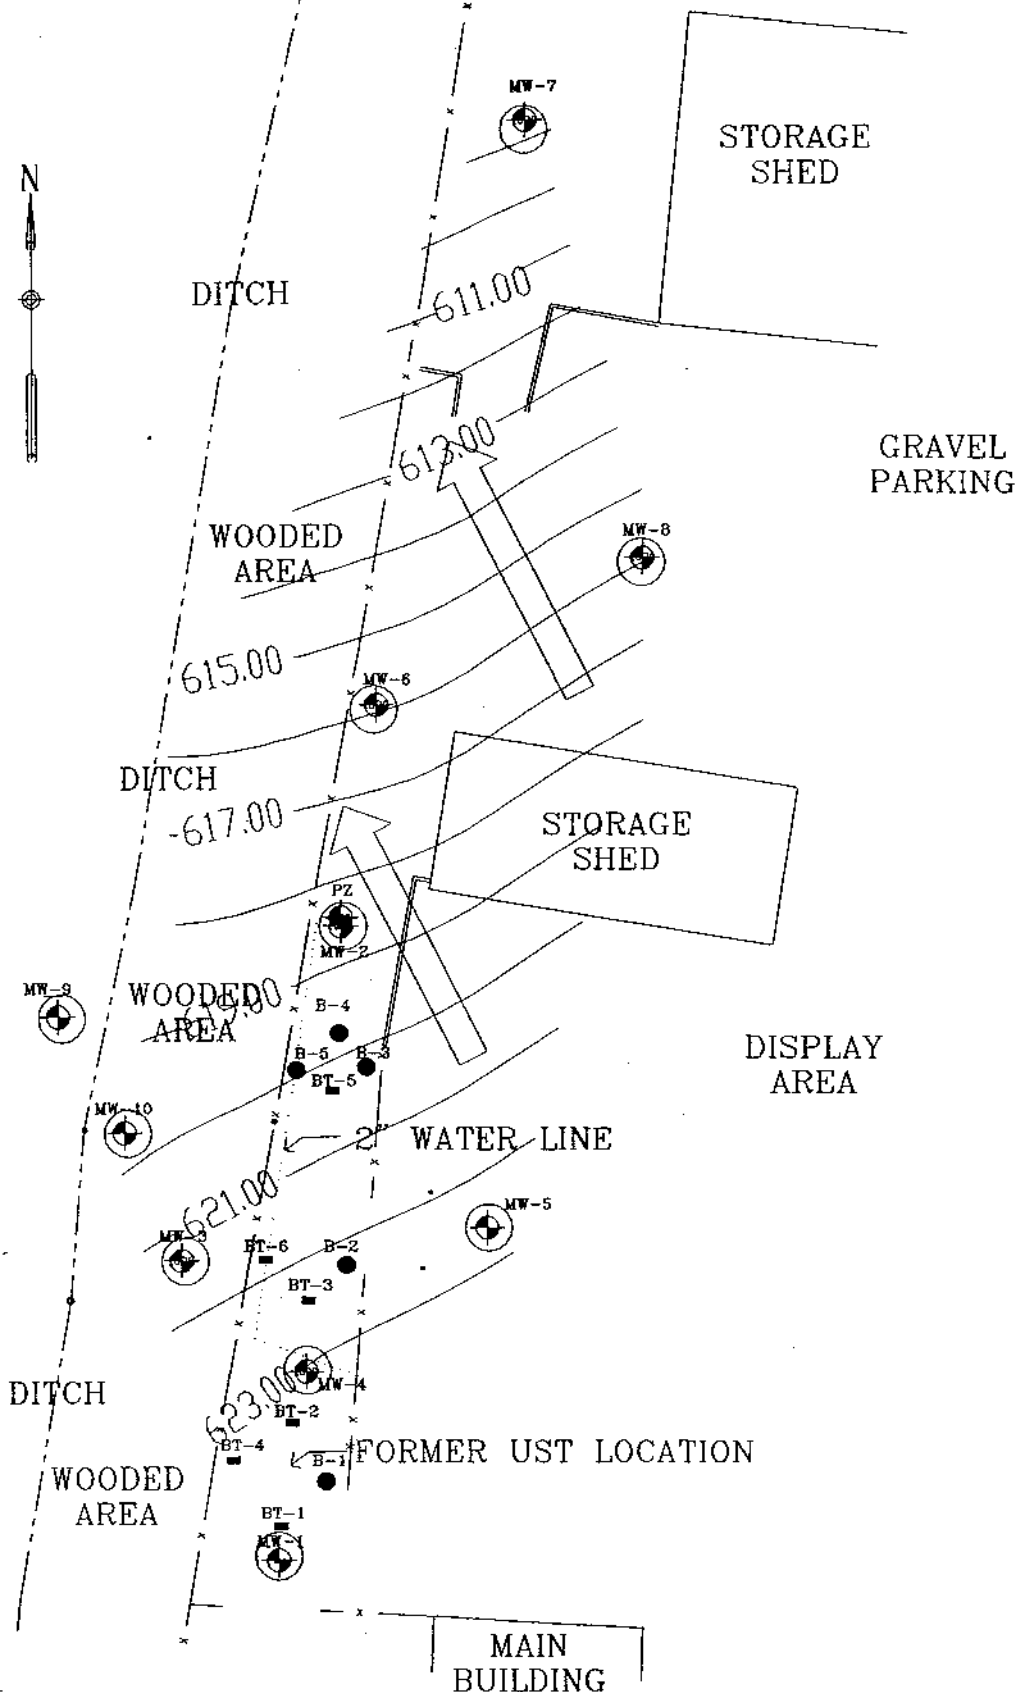 MW-7
STORAGE
SHED
N
DITCH
611.00
613.00
GRAVEL
PARKING
MW-8
WOODED
AREA
615.00
MW-6
DITCH
-617.00
STORAGE
SHED
PZ
MW-2
MW-9
WOODED
AREA
B-4
B-5
B-3
BT-5
DISPLAY
AREA
MW-10
2" WATER LINE
-621.00
MW-5
MW-3
BT-6
B-2
BT-3
DITCH
623.00
MW-4
BT-2
BT-4
FORMER UST LOCATION
B-1
WOODED
AREA
BT-1
MW-1
MAIN
BUILDING